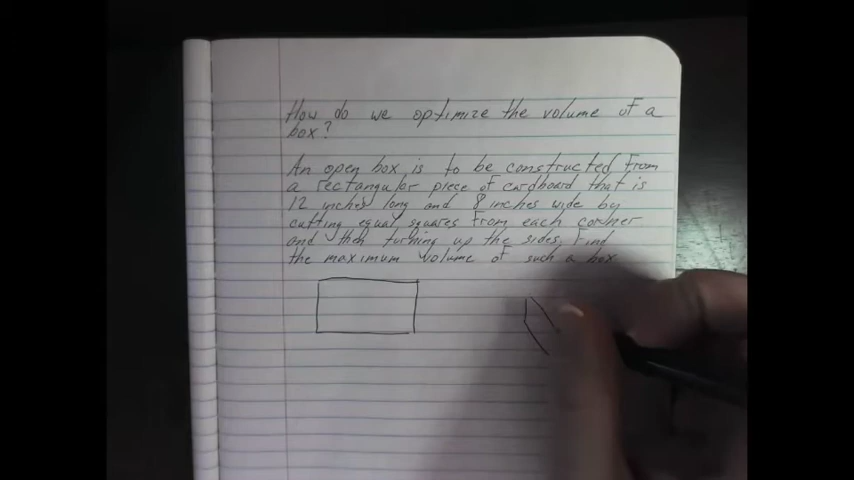 How do we optimize the volume of a
box?
An open box is to be constructed from
a rectangular piece of cardboard that is
12 inches long and 8 inches wide by
cutting equal squares from each corner
and then turning up the sides. Find
the maximum volume of such a box